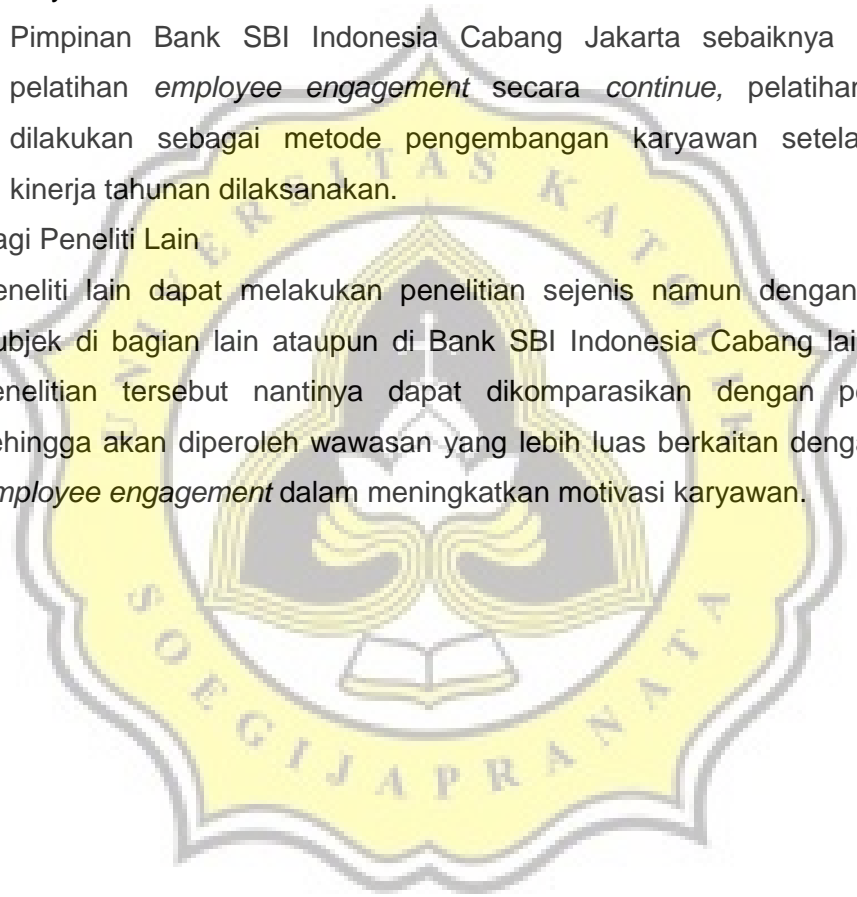 Pimpinan Bank SBI Indonesia Cabang Jakarta sebaiknya
pelatihan employee engagement secara continue, pelatihan
dilakukan sebagai metode pengembangan karyawan setela
kinerja tahunan dilaksanakan.
agi Peneliti Lain
eneliti lain dapat melakukan penelitian sejenis namun dengan
ubjek di bagian lain ataupun di Bank SBI Indonesia Cabang lai
enelitian tersebut nantinya dapat dikomparasikan dengan pe
ehingga akan diperoleh wawasan yang lebih luas berkaitan denga
mployee engagement dalam meningkatkan motivasi karyawan.
UNIVERSITAS KATOLIK
SOEGIJAPRANATA